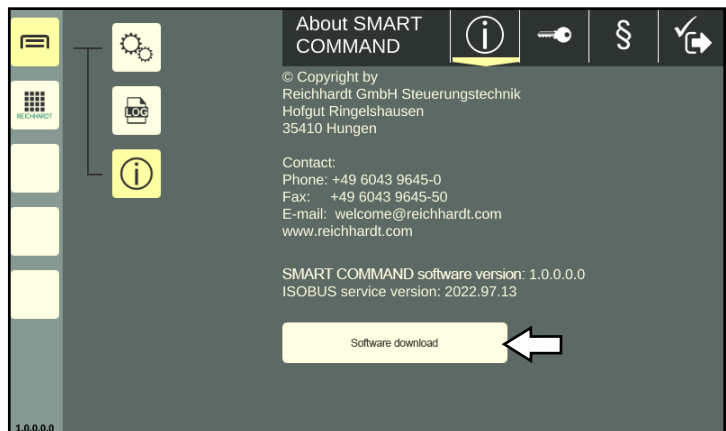 About SMART
COMMAND
§
LOG
REICHHARDT
© Copyright by
Reichhardt GmbH Steuerungstechnik
Hofgut Ringelshausen
35410 Hungen
Contact:
Phone: +49 6043 9645-0
Fax: +49 6043 9645-50
E-mail: welcome@reichhardt.com
www.reichhardt.com
SMART COMMAND software version: 1.0.0.0.0
ISOBUS service version: 2022.97.13
Software download
1.0.0.0.0